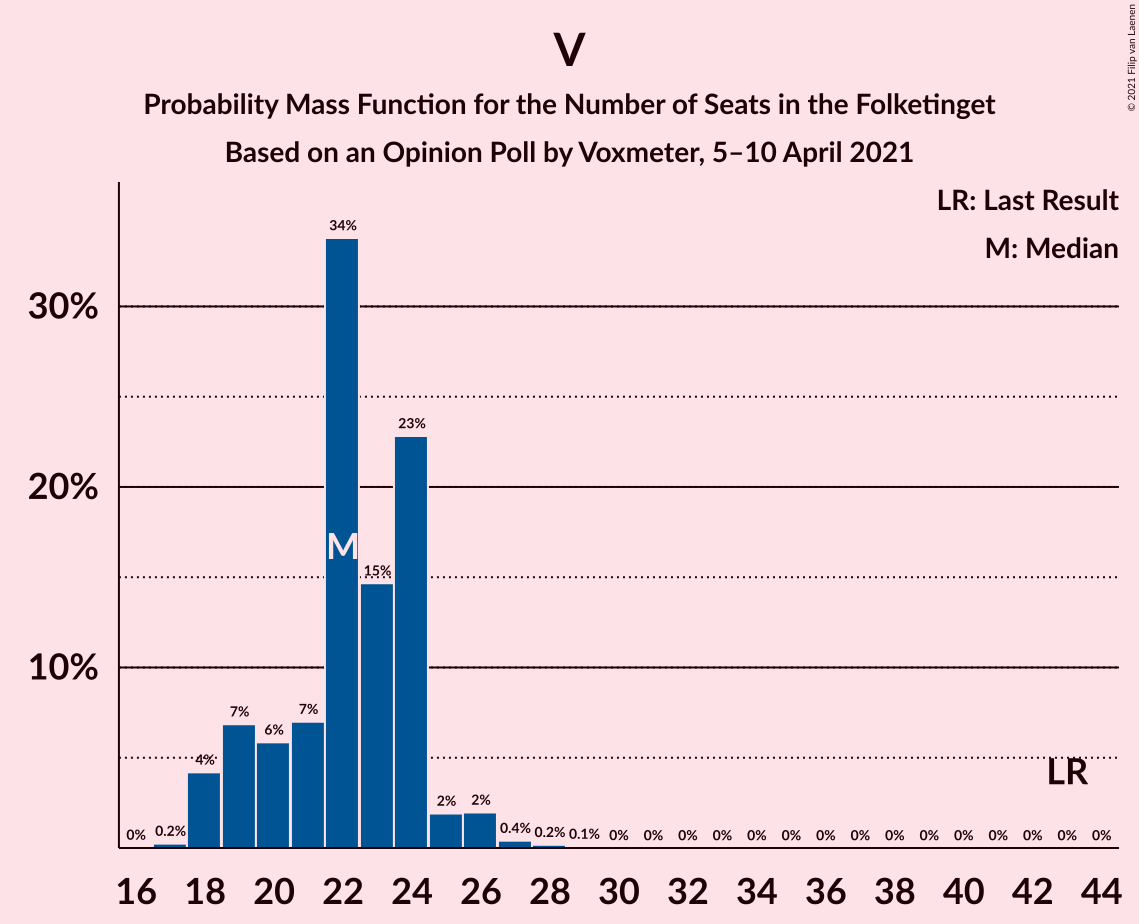 V
Probability Mass Function for the Number of Seats in the Folketinget
Based on an Opinion Poll by Voxmeter, 5–10 April 2021
© 2021 Filip van Laenen
LR: Last Result
M: Median
30%
20%
10%
0% 0.2% 4% 7% 6% 7% 34% 15% 23% 2% 2% 0.4% 0.2% 0.1% 0% 0% 0% 0% 0% 0% 0% 0% 0% 0% 0% 0% 0% 0% 0%
M
LR
16 18 20 22 24 26 28 30 32 34 36 38 40 42 44